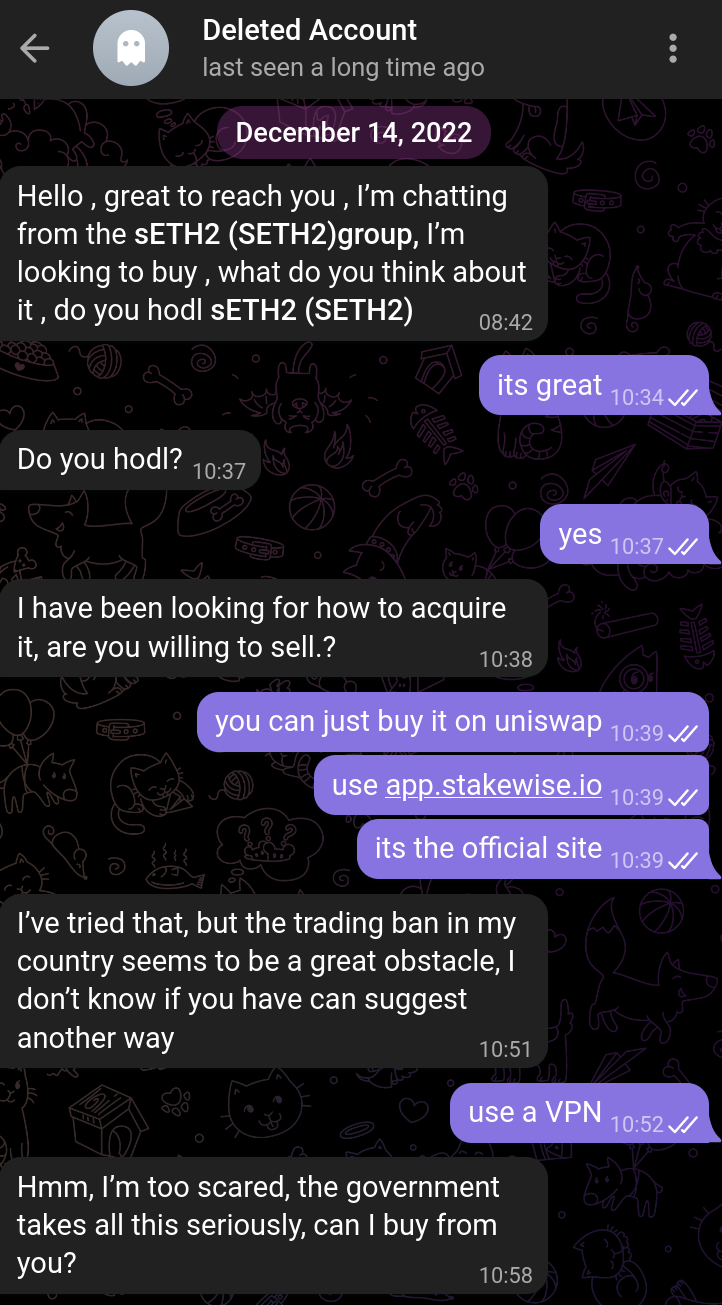 Deleted Account
last seen a long time ago
December 14, 2022
Hello , great to reach you , I’m chatting
from the sETH2 (SETH2)group, I’m
looking to buy , what do you think about
it , do you hodl sETH2 (SETH2)
08:42
its great 10:34
Do you hodl? 10:37
yes 10:37
I have been looking for how to acquire
it, are you willing to sell.?
10:38
you can just buy it on uniswap 10:39
use app.stakewise.io 10:39
its the official site 10:39
I’ve tried that, but the trading ban in my
country seems to be a great obstacle, I
don’t know if you have can suggest
another way
10:51
use a VPN 10:52
Hmm, I’m too scared, the government
takes all this seriously, can I buy from
you?
10:58